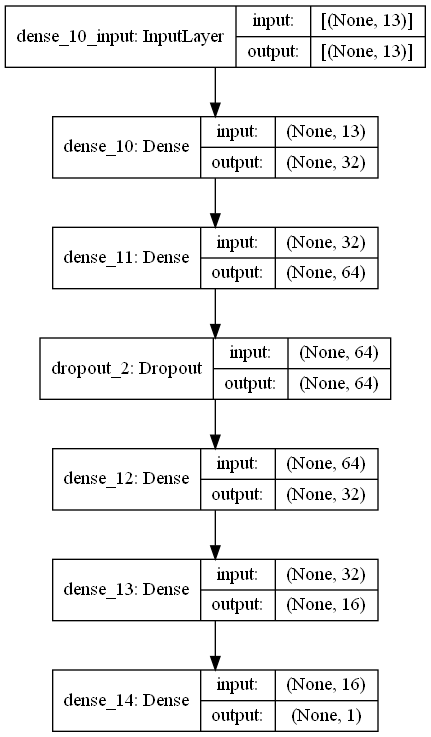 dense_10_input: InputLayer
input: [(None, 13)]
output: [(None, 13)]
dense_10: Dense
input: (None, 13)
output: (None, 32)
dense_11: Dense
input: (None, 32)
output: (None, 64)
dropout_2: Dropout
input: (None, 64)
output: (None, 64)
dense_12: Dense
input: (None, 64)
output: (None, 32)
dense_13: Dense
input: (None, 32)
output: (None, 16)
dense_14: Dense
input: (None, 16)
output: (None, 1)